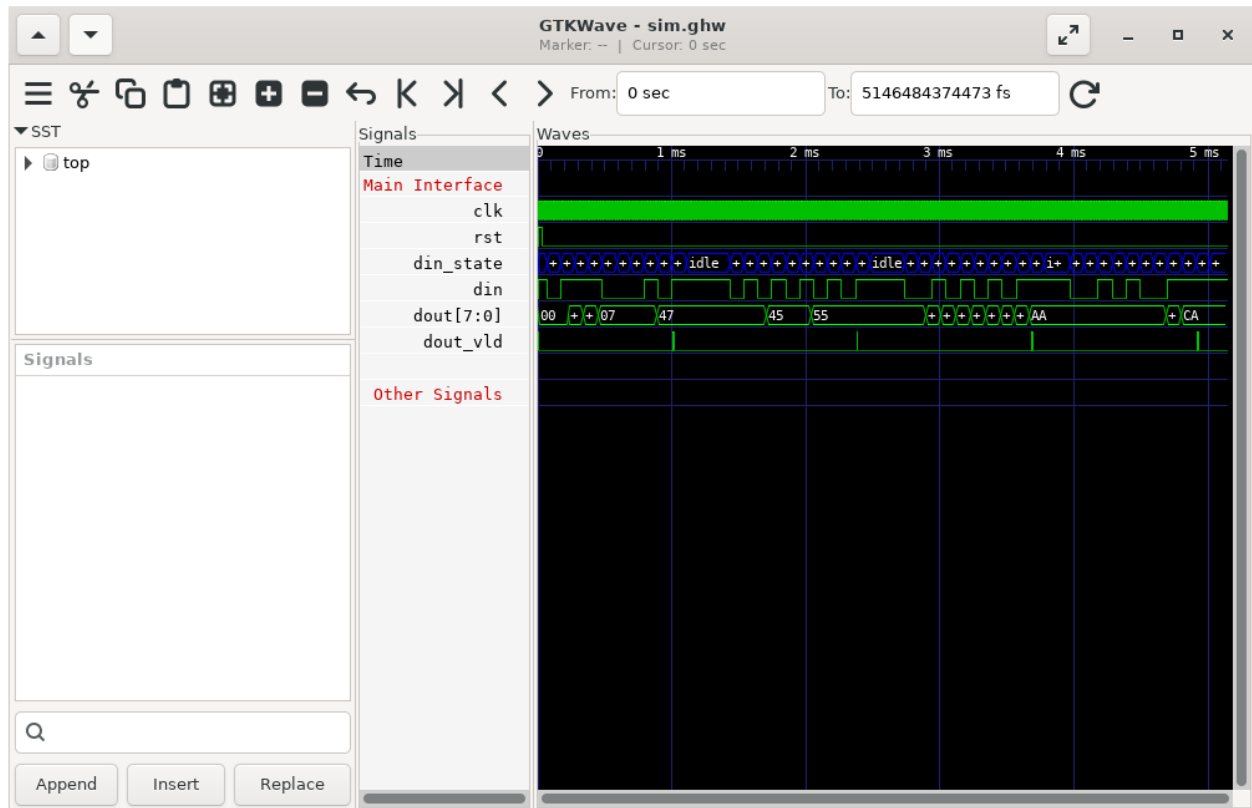 GTKWave - sim.ghw
Marker: -- | Cursor: 0 sec
From: 0 sec To: 5146484374473 fs
SST
top
Signals
Append Insert Replace
Signals
Time
Main Interface
clk
rst
din_state
din
dout[7:0]
dout_vld
Other Signals
Waves
0 1 ms 2 ms 3 ms 4 ms 5 ms
+ + + + + + + + + + idle + + + + + + + + + + idle + + + + + + + + + + i+ + + + + + + + + + + +
00 + + 07 47 45 55 + + + + + + + AA + CA